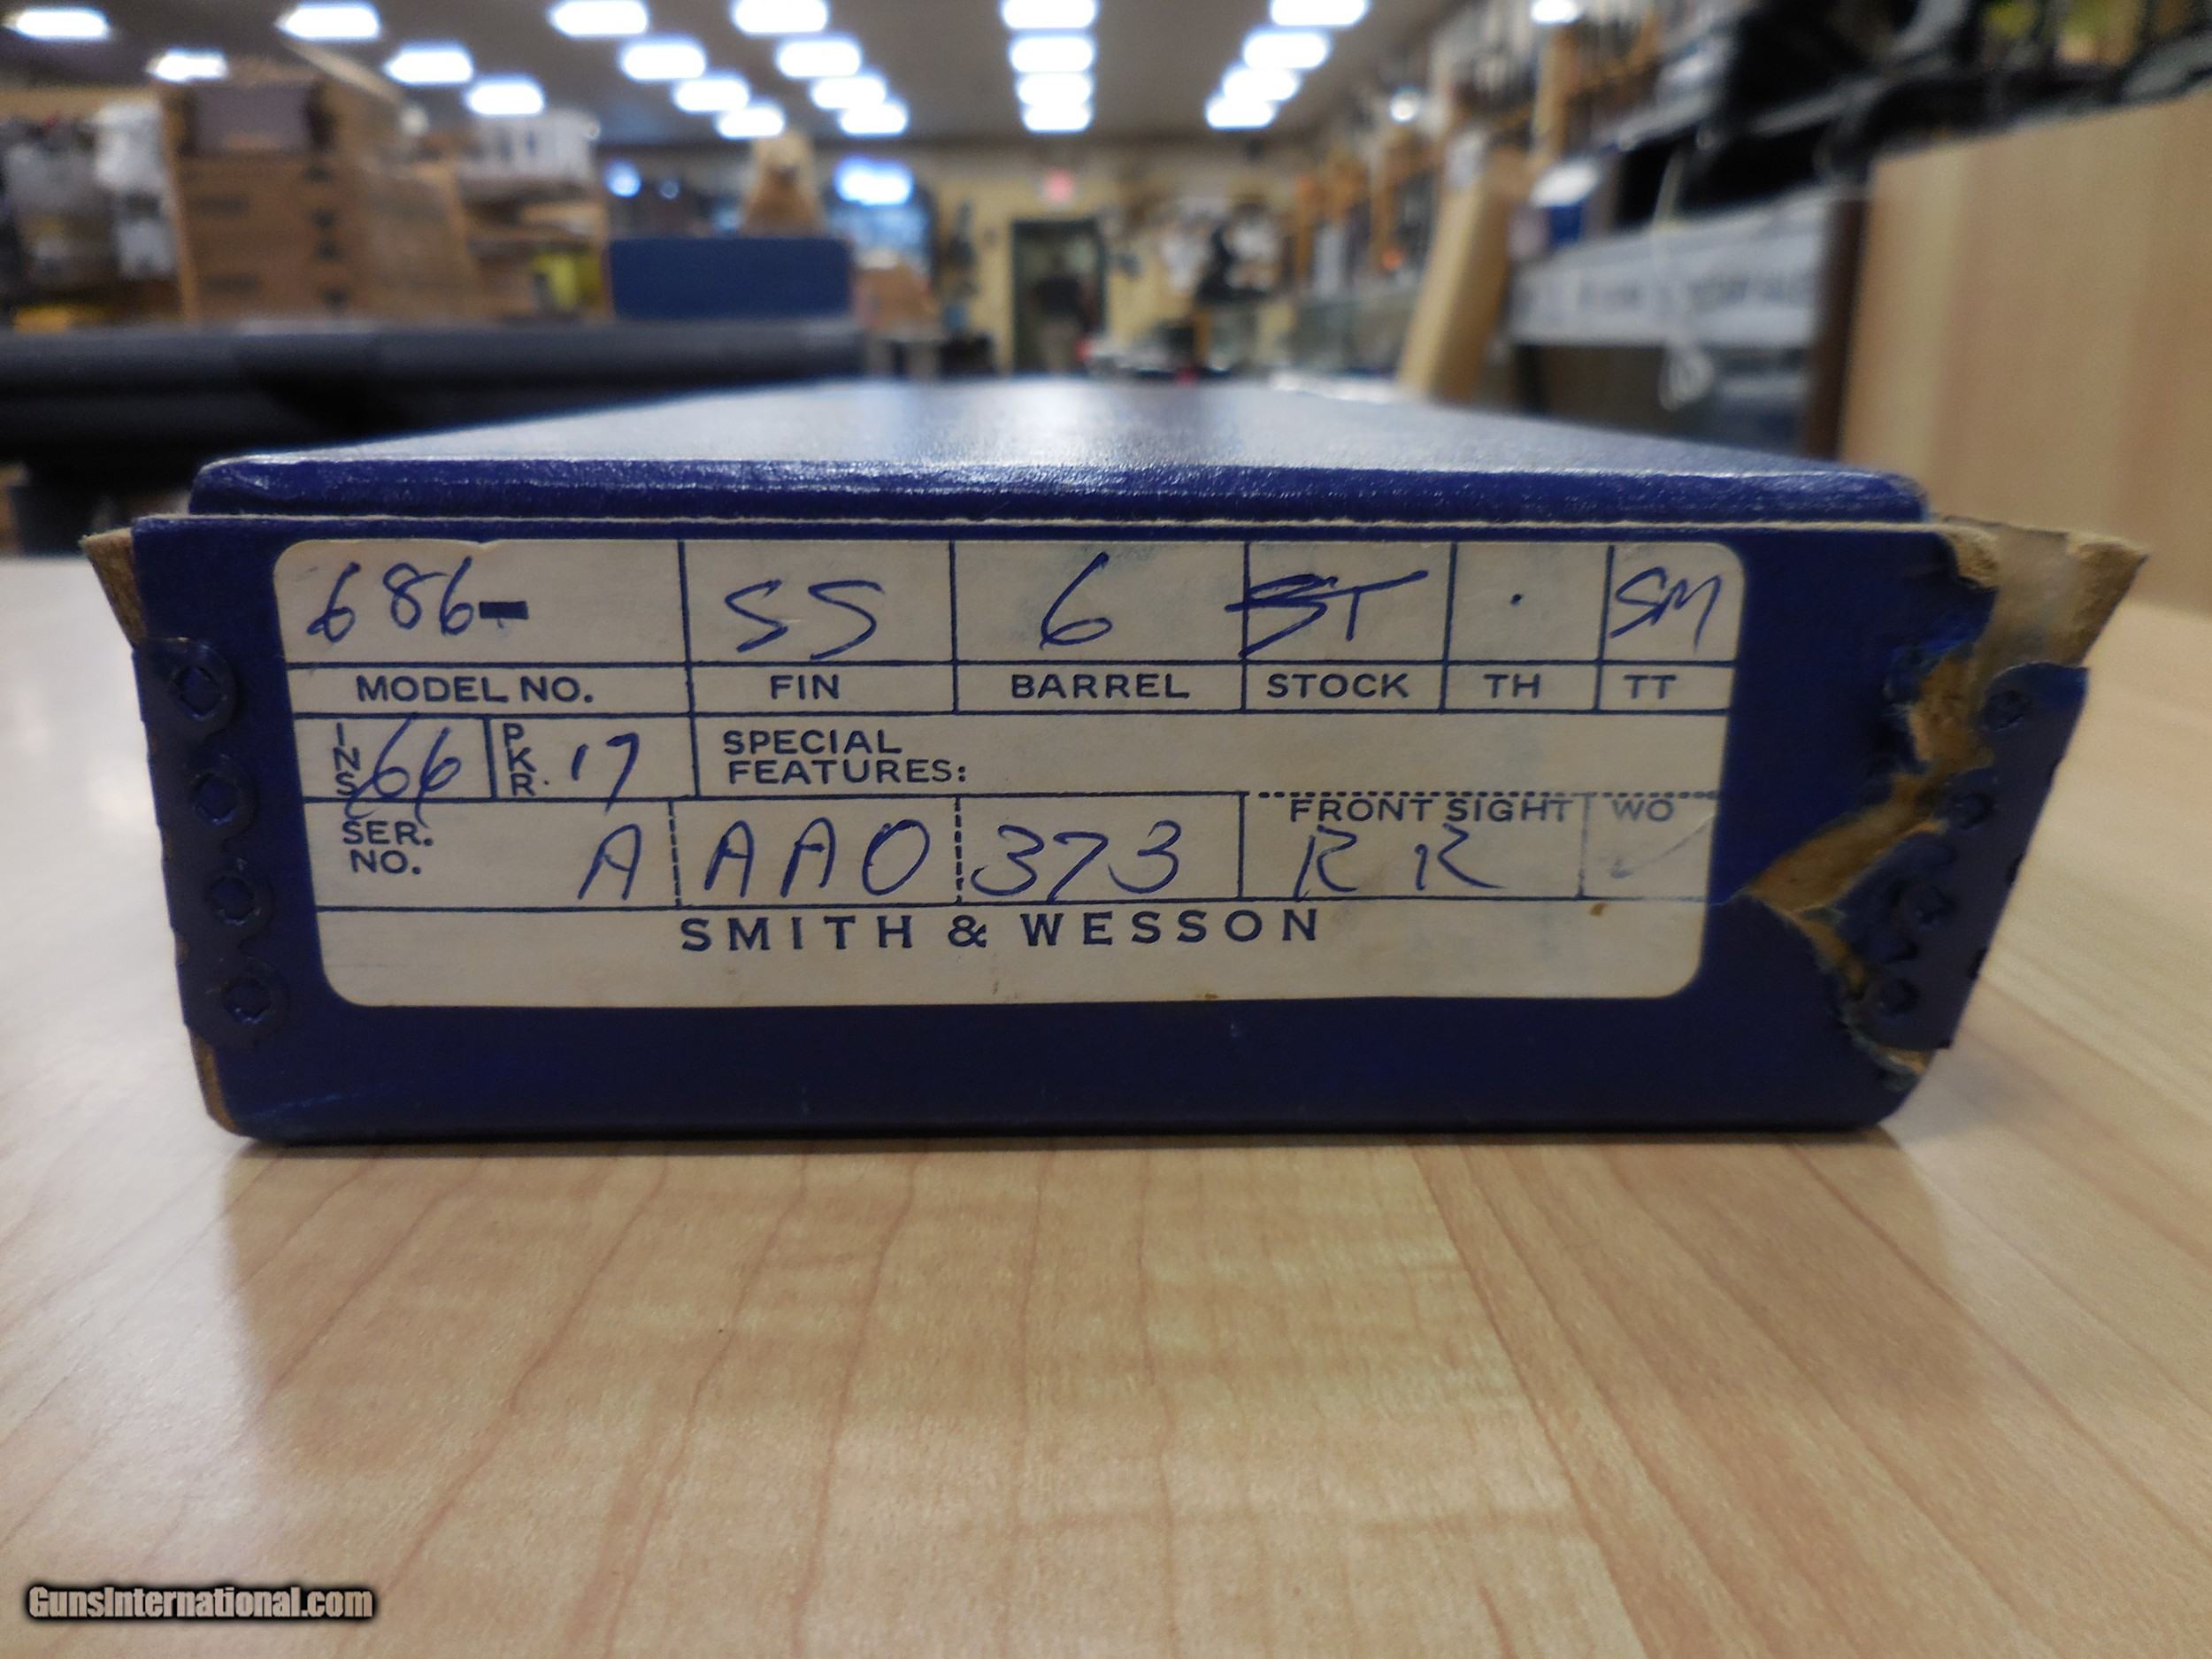 686- SS 6 ST . SM
MODEL NO. FIN BARREL STOCK TH TT
INS 66 PKR. 17 SPECIAL
FEATURES:
FRONT SIGHT WO
SER.
NO. A AAO 373 RR
SMITH & WESSON
GunsInternational.com